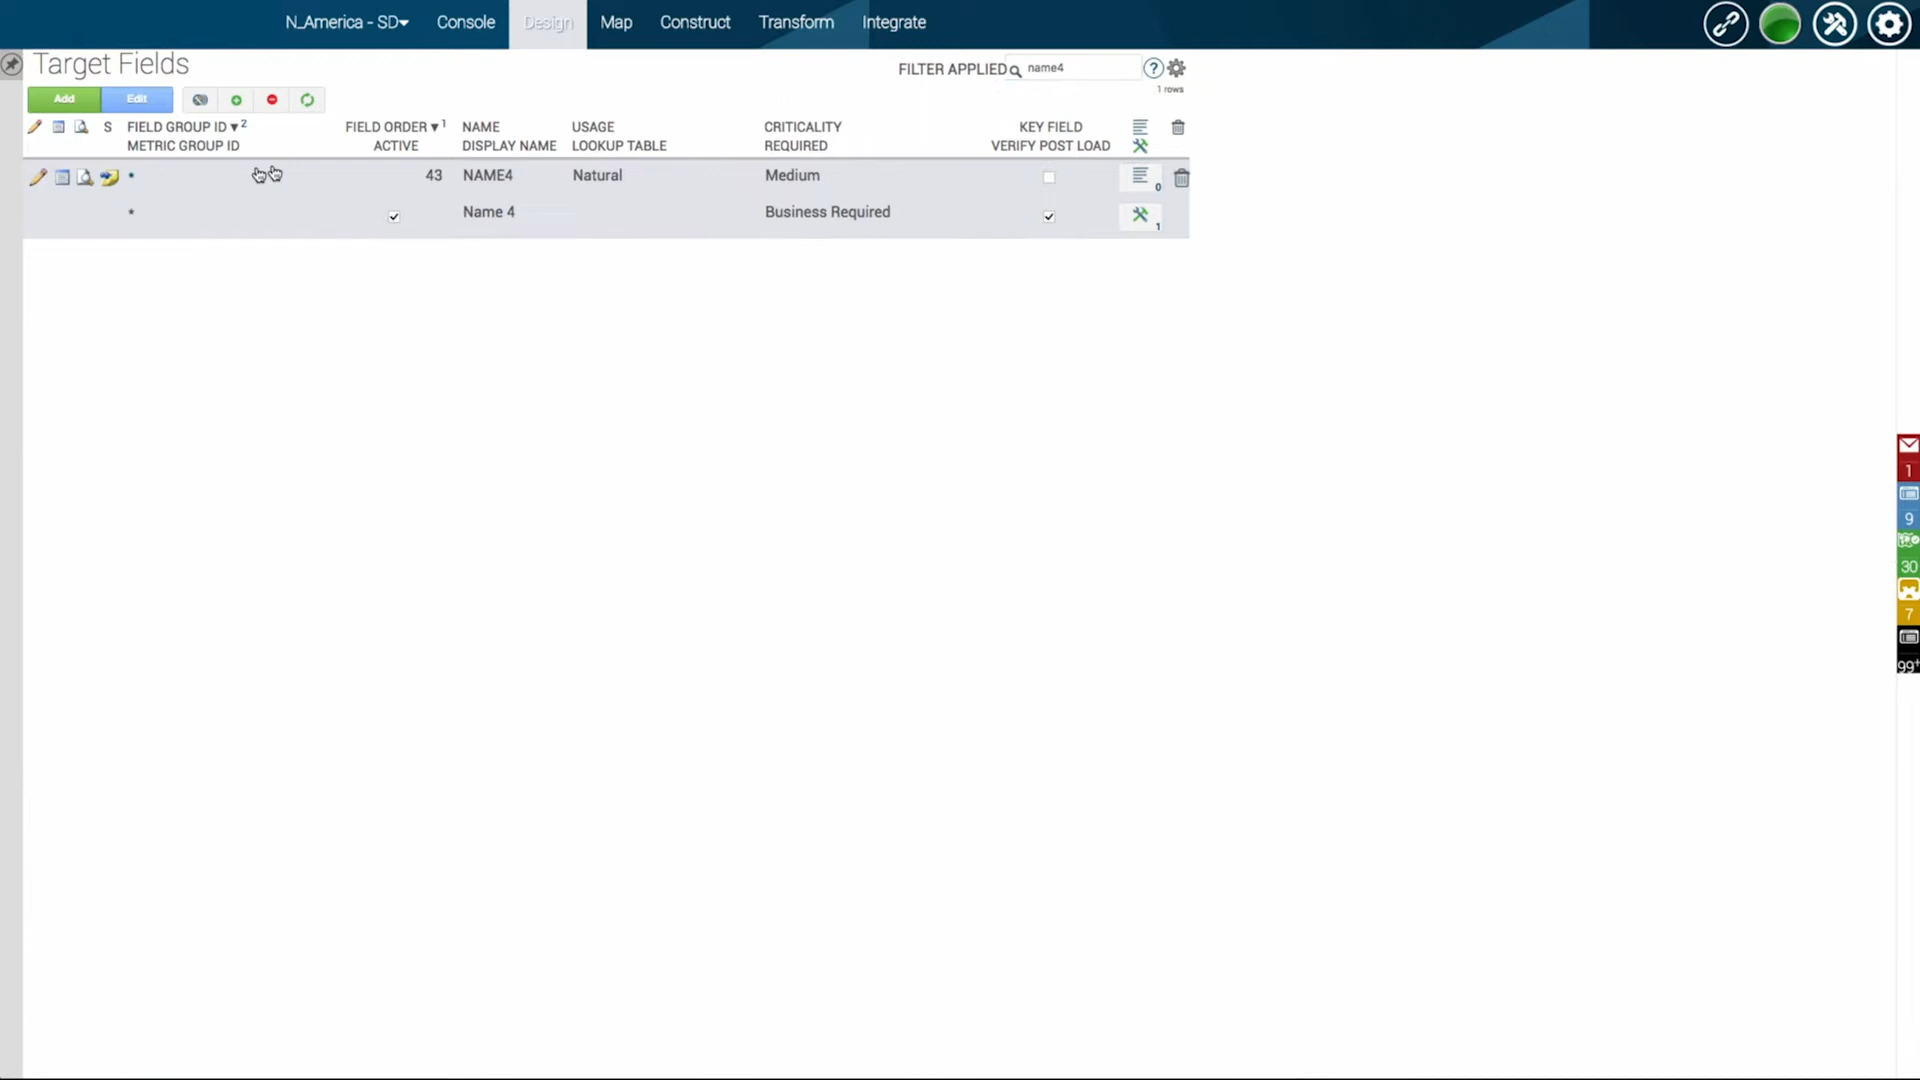 N_America - SD Console Design Map Construct Transform Integrate
Target Fields
FILTER APPLIED name4
1 rows
Add Edit
S FIELD GROUP ID 2 FIELD ORDER 1 NAME USAGE CRITICALITY KEY FIELD
METRIC GROUP ID ACTIVE DISPLAY NAME LOOKUP TABLE REQUIRED VERIFY POST LOAD
* 43 NAME4 Natural Medium 0
* Name 4 Business Required 1
1
9
30
7
99+